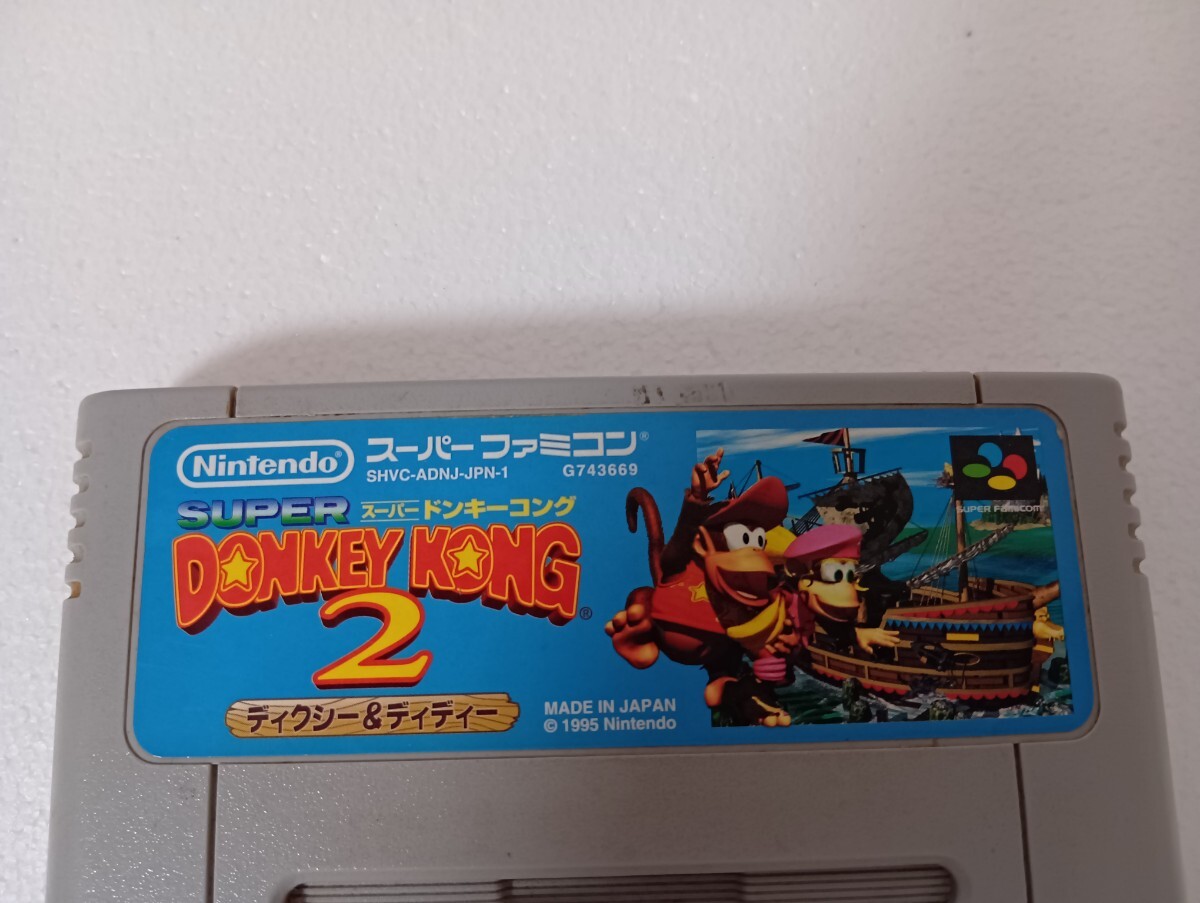 Nintendo®
スーパーファミコン®
SHVC-ADNJ-JPN-1 G743669
SUPER スーパードンキーコング
DONKEY KONG®
2
ディクシー&ディディー
MADE IN JAPAN
© 1995 Nintendo
SUPER FAMICOM